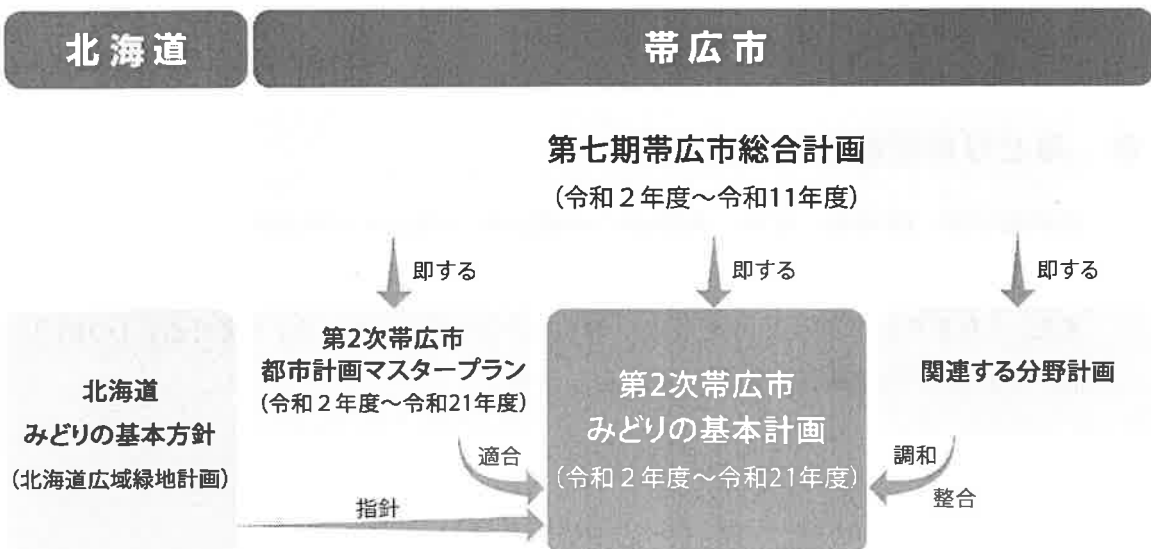 北海道
帯広市
第七期帯広市総合計画
(令和2年度～令和11年度)
即する
即する
即する
北海道
みどりの基本方針
(北海道広域緑地計画)
第2次帯広市
都市計画マスタープラン
(令和2年度～令和21年度)
第2次帯広市
みどりの基本計画
(令和2年度～令和21年度)
関連する分野計画
適合
調和
整合
指針